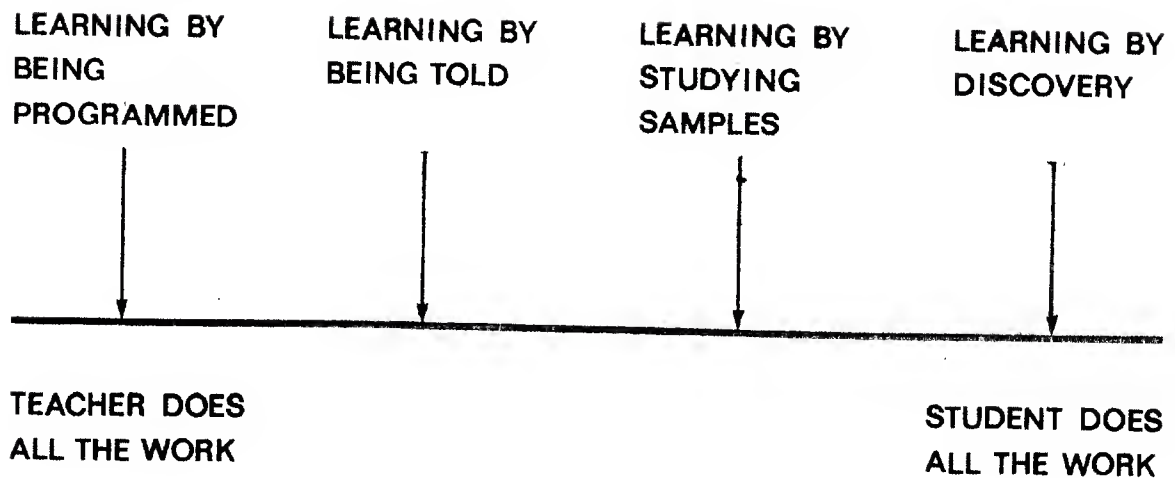 LEARNING BY
BEING
PROGRAMMED
LEARNING BY
BEING TOLD
LEARNING BY
STUDYING
SAMPLES
LEARNING BY
DISCOVERY
TEACHER DOES
ALL THE WORK
STUDENT DOES
ALL THE WORK